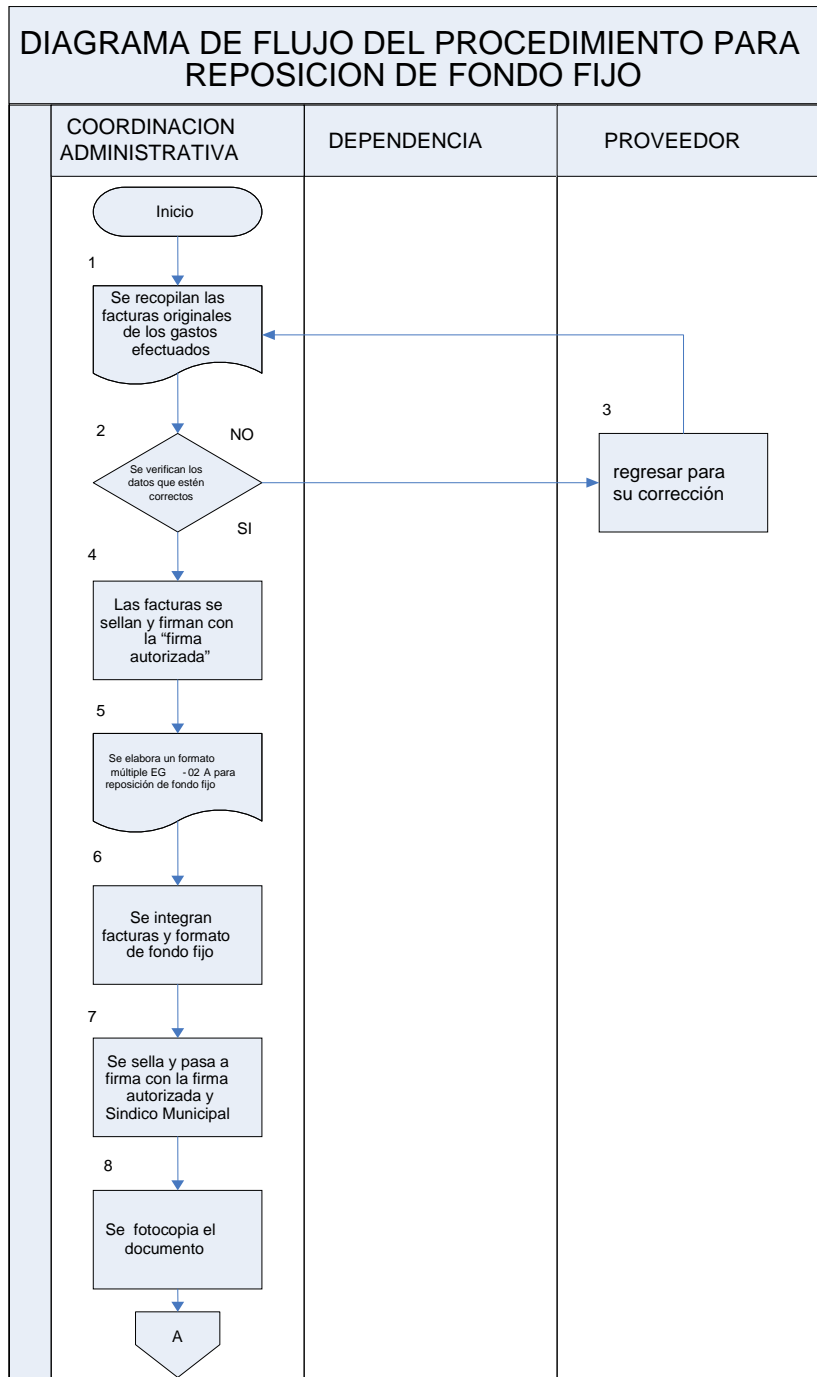 DIAGRAMA DE FLUJO DEL PROCEDIMIENTO PARA
REPOSICION DE FONDO FIJO
COORDINACION
ADMINISTRATIVA
DEPENDENCIA
PROVEEDOR
Inicio
1
Se recopilan las
facturas originales
de los gastos
efectuados
2
NO
Se verifican los
datos que estén
correctos
SI
3
regresar para
su corrección
4
Las facturas se
sellan y firman con
la “firma
autorizada”
5
Se elabora un formato
múltiple EG - 02 A para
reposición de fondo fijo
6
Se integran
facturas y formato
de fondo fijo
7
Se sella y pasa a
firma con la firma
autorizada y
Sindico Municipal
8
Se fotocopia el
documento
A